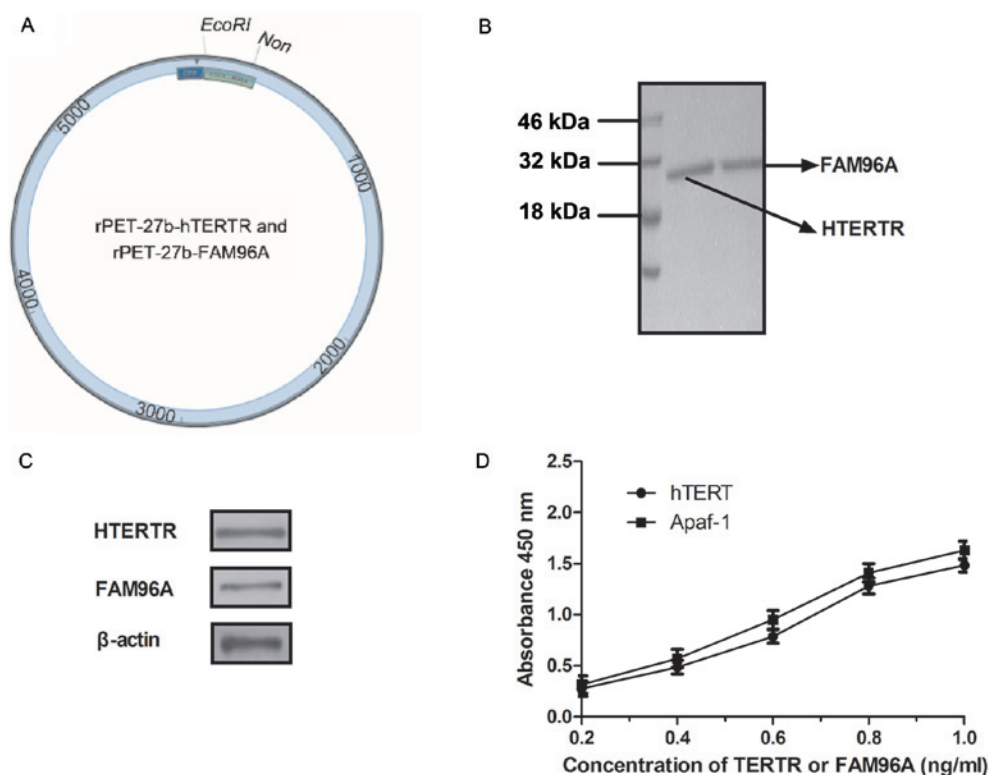 A
EcoRI
Non
5000
1000
rPET-27b-hTERTR and
rPET-27b-FAM96A
4000
2000
3000
B
46 kDa
32 kDa
FAM96A
18 kDa
HTERTR
C
HTERTR
FAM96A
β-actin
D
2.5
2.0
1.5
1.0
0.5
0.0
Absorbance 450 nm
hTERT
Apaf-1
0.2 0.4 0.6 0.8 1.0
Concentration of TERTR or FAM96A (ng/ml)